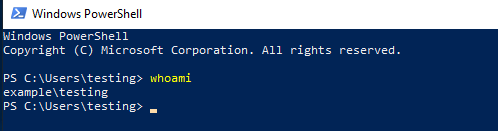 Windows PowerShell
Windows PowerShell
Copyright (C) Microsoft Corporation. All rights reserved.
PS C:\Users\testing> whoami
example\testing
PS C:\Users\testing>